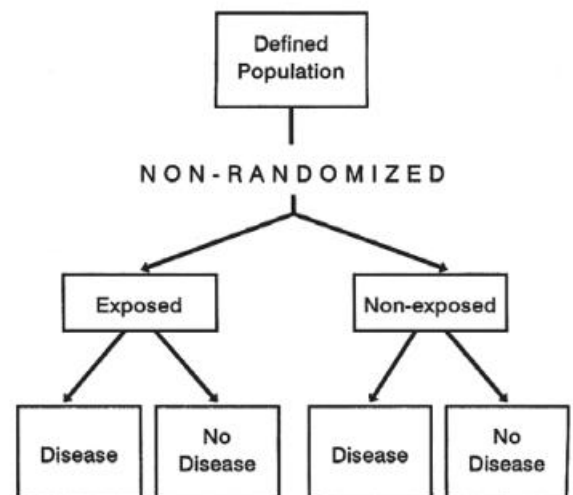 Defined
Population
NON-RANDOMIZED
Exposed
Non-exposed
Disease
No
Disease
Disease
No
Disease